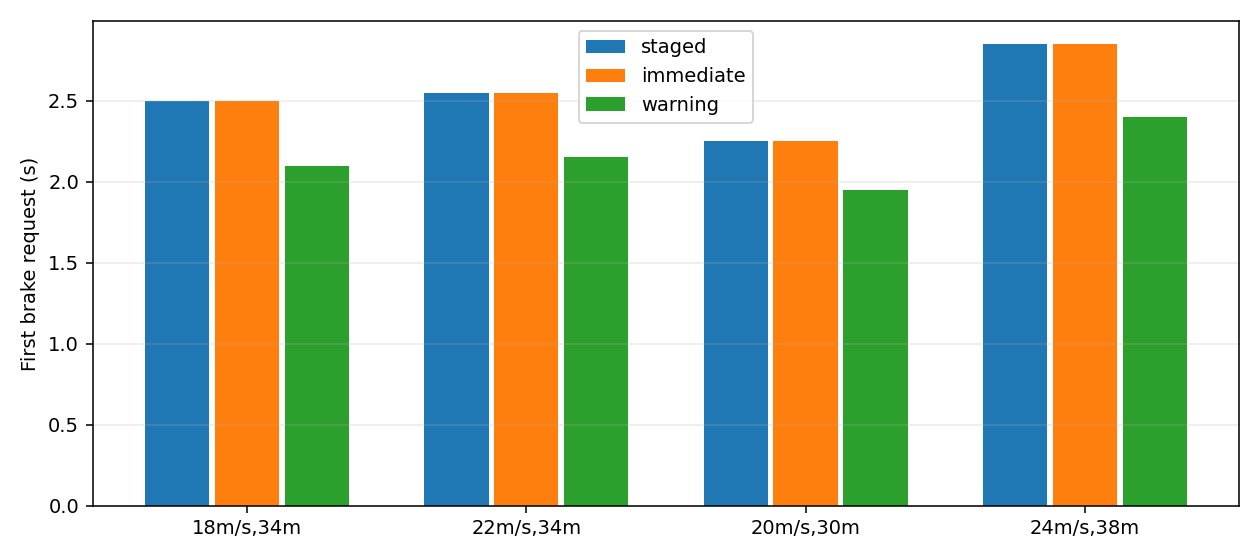 staged
immediate
warning
First brake request (s)
2.5
2.0
1.5
1.0
0.5
0.0
18m/s,34m
22m/s,34m
20m/s,30m
24m/s,38m